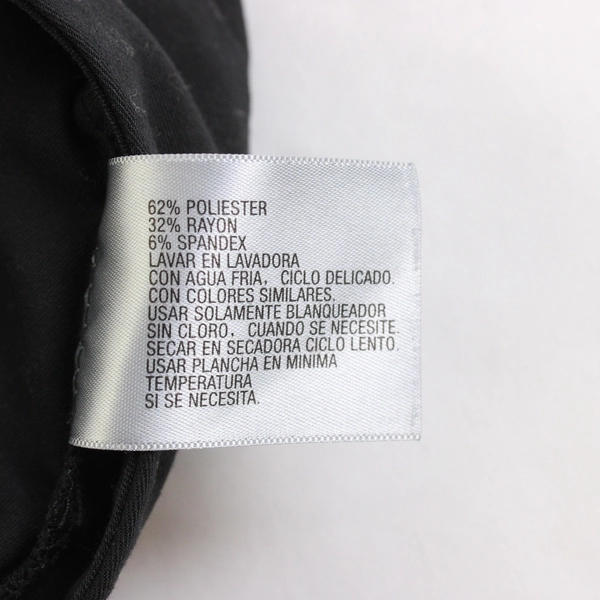 62% POLIESTER
32% RAYON
6% SPANDEX
LAVAR EN LAVADORA
CON AGUA FRIA, CICLO DELICADO.
CON COLORES SIMILARES.
USAR SOLAMENTE BLANQUEADOR
SIN CLORO, CUANDO SE NECESITE.
SECAR EN SECADORA CICLO LENTO.
USAR PLANCHA EN MINIMA
TEMPERATURA
SI SE NECESITA.